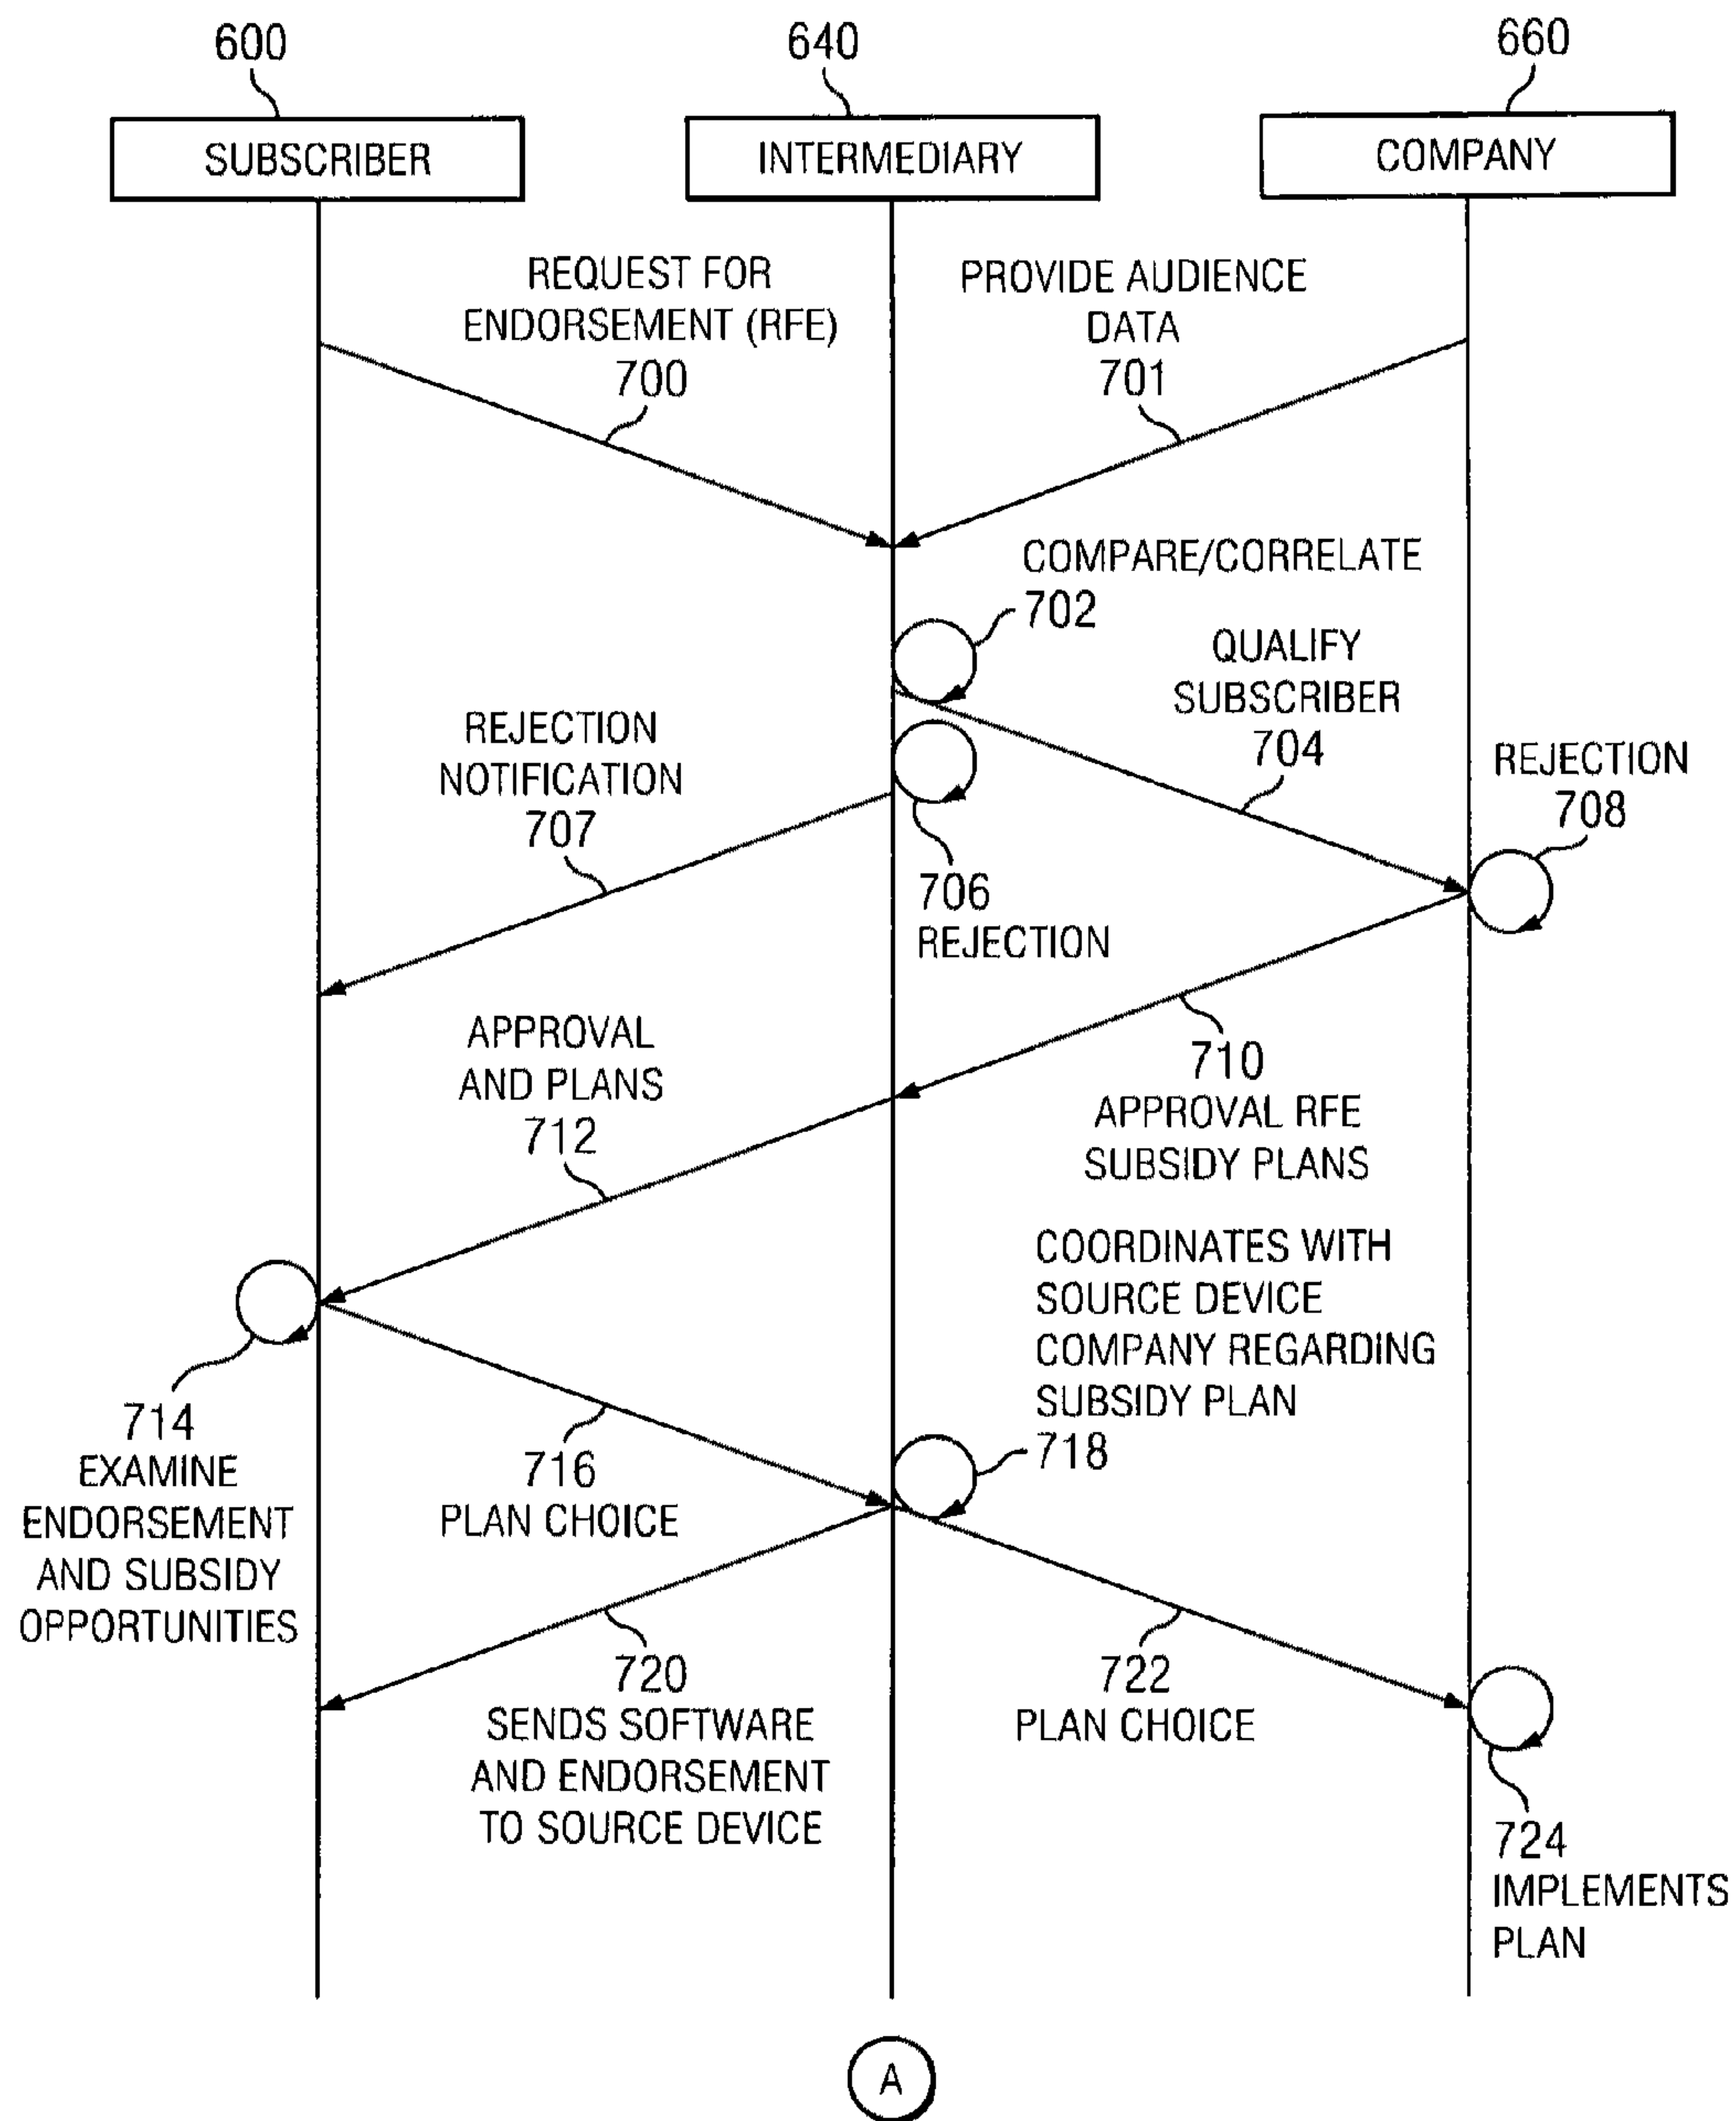 600
640
660
SUBSCRIBER
INTERMEDIARY
COMPANY
REQUEST FOR
ENDORSEMENT (RFE)
700
PROVIDE AUDIENCE
DATA
701
COMPARE/CORRELATE
702
QUALIFY
SUBSCRIBER
704
REJECTION
NOTIFICATION
707
REJECTION
708
706
REJECTION
APPROVAL
AND PLANS
712
710
APPROVAL RFE
SUBSIDY PLANS
COORDINATES WITH
SOURCE DEVICE
COMPANY REGARDING
SUBSIDY PLAN
718
714
EXAMINE
ENDORSEMENT
AND SUBSIDY
OPPORTUNITIES
716
PLAN CHOICE
720
SENDS SOFTWARE
AND ENDORSEMENT
TO SOURCE DEVICE
722
PLAN CHOICE
724
IMPLEMENTS
PLAN
A